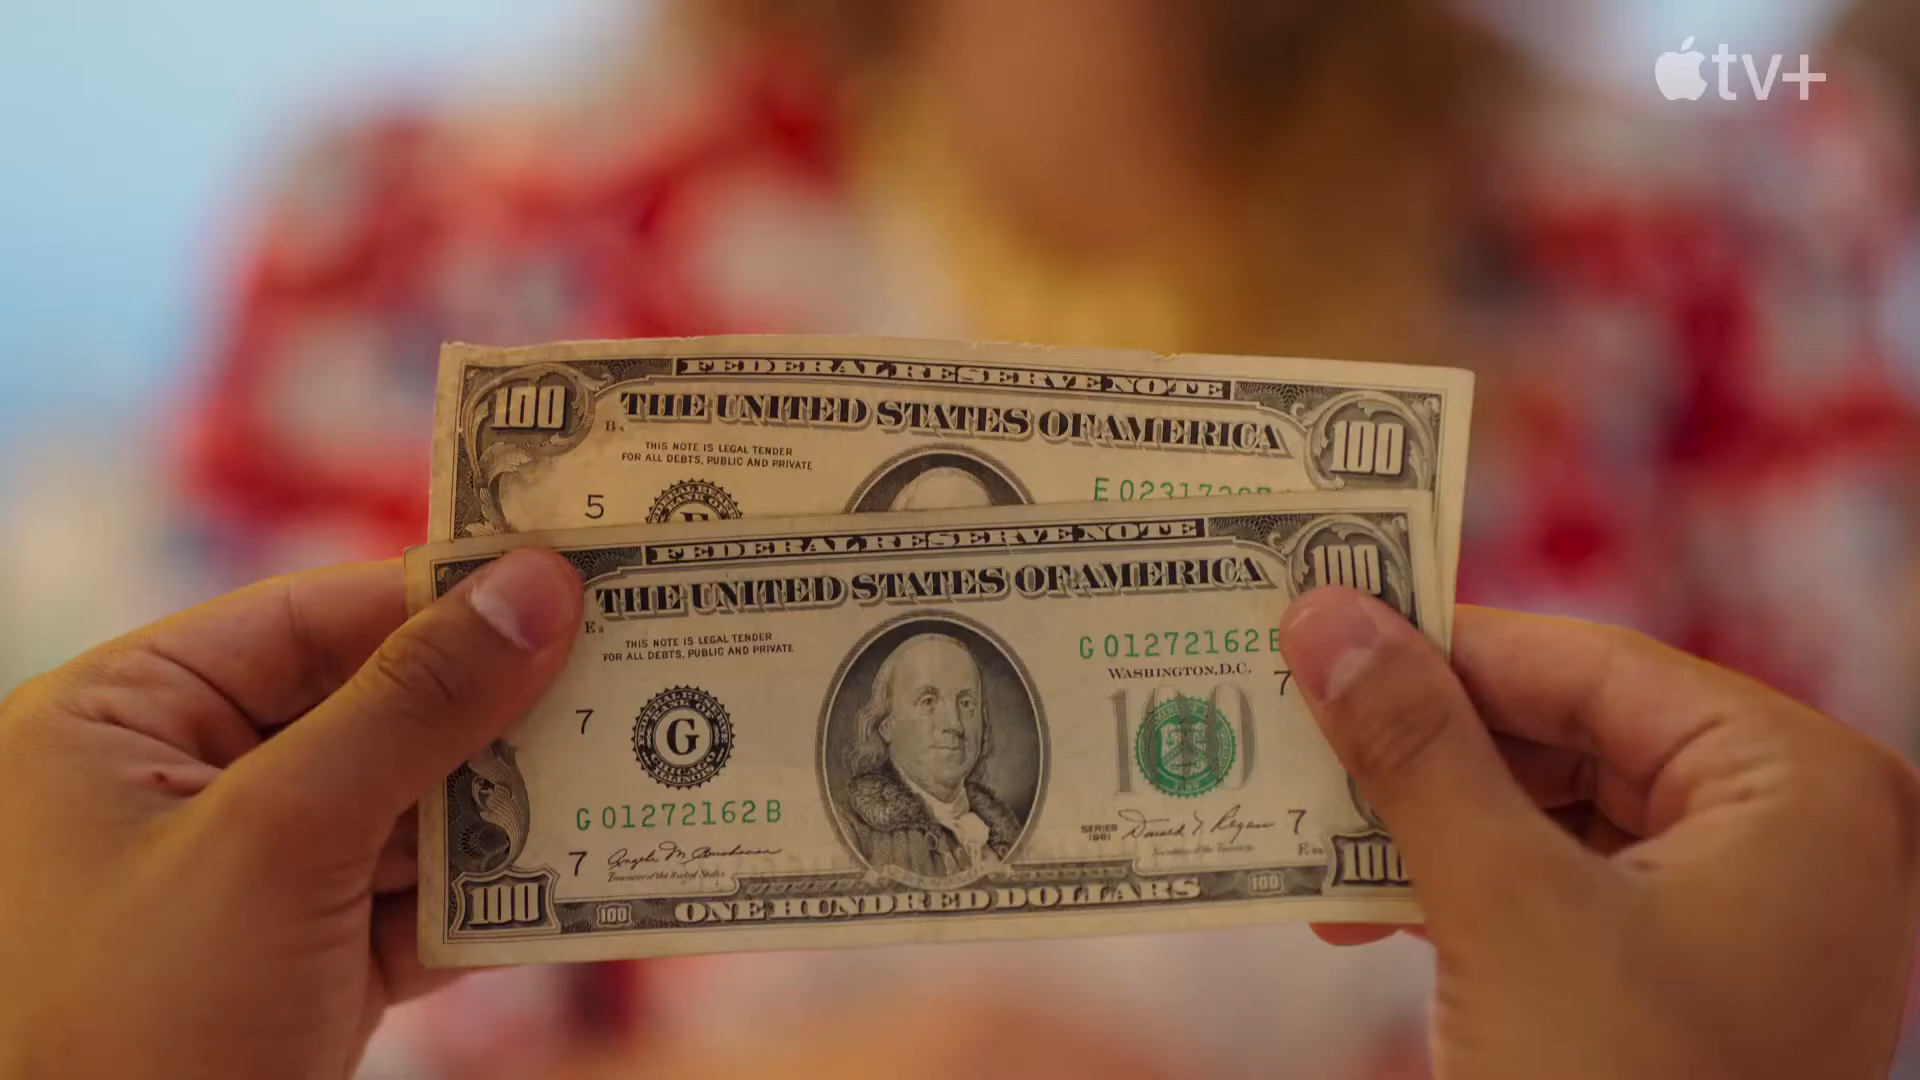 tv+
FEDERAL RESERVE NOTE
100 THE UNITED STATES OF AMERICA 100
THIS NOTE IS LEGAL TENDER
FOR ALL DEBTS, PUBLIC AND PRIVATE
5
FEDERAL RESERVE NOTE
THE UNITED STATES OF AMERICA 100
THIS NOTE IS LEGAL TENDER
FOR ALL DEBTS, PUBLIC AND PRIVATE
G 01272162
WASHINGTON, D.C.
7 G 7
CHICAGO
ILLINOIS
G 01272162 B
SERIES
1981
7 7
100 100 ONE HUNDRED DOLLARS 100 100